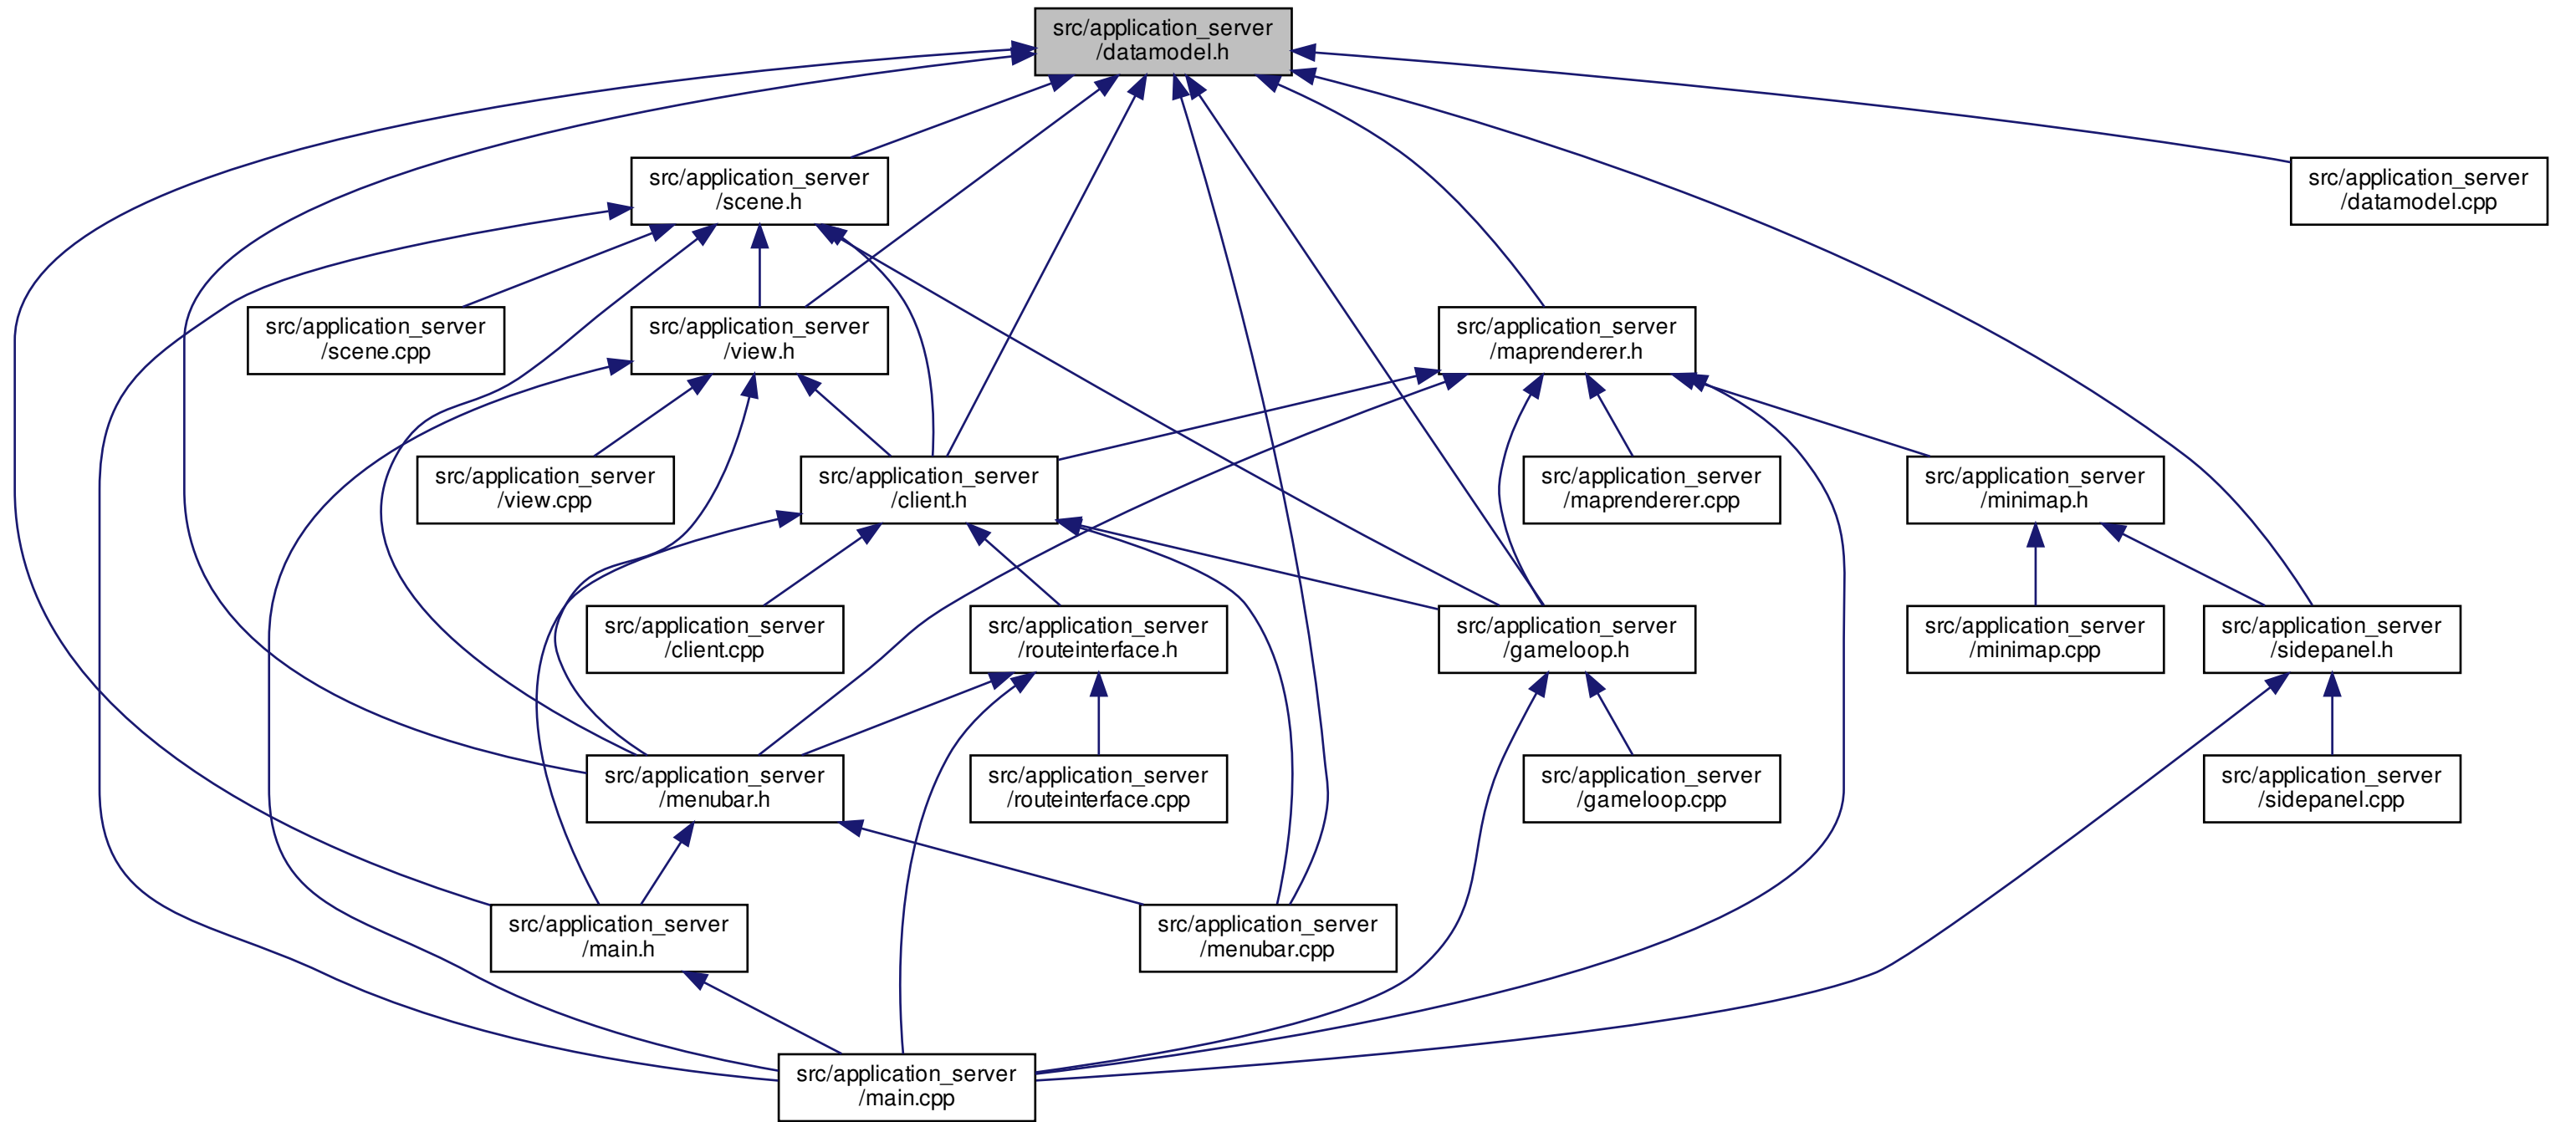 src/application_server
/datamodel.h
src/application_server
/scene.h
src/application_server
/datamodel.cpp
src/application_server
/scene.cpp
src/application_server
/view.h
src/application_server
/maprenderer.h
src/application_server
/view.cpp
src/application_server
/client.h
src/application_server
/maprenderer.cpp
src/application_server
/minimap.h
src/application_server
/client.cpp
src/application_server
/routeinterface.h
src/application_server
/gameloop.h
src/application_server
/minimap.cpp
src/application_server
/sidepanel.h
src/application_server
/menubar.h
src/application_server
/routeinterface.cpp
src/application_server
/gameloop.cpp
src/application_server
/sidepanel.cpp
src/application_server
/main.h
src/application_server
/menubar.cpp
src/application_server
/main.cpp